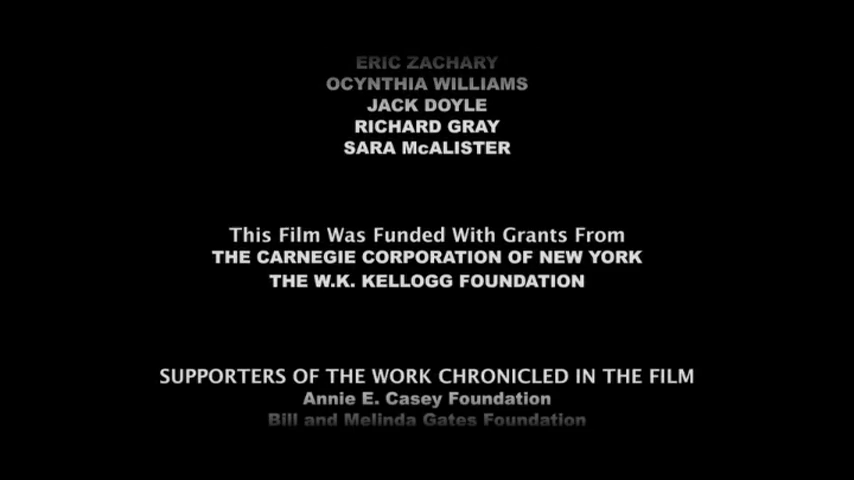 ERIC ZACHARY
OCYNTHIA WILLIAMS
JACK DOYLE
RICHARD GRAY
SARA McALISTER
This Film Was Funded With Grants From
THE CARNEGIE CORPORATION OF NEW YORK
THE W.K. KELLOGG FOUNDATION
SUPPORTERS OF THE WORK CHRONICLED IN THE FILM
Annie E. Casey Foundation
Bill and Melinda Gates Foundation